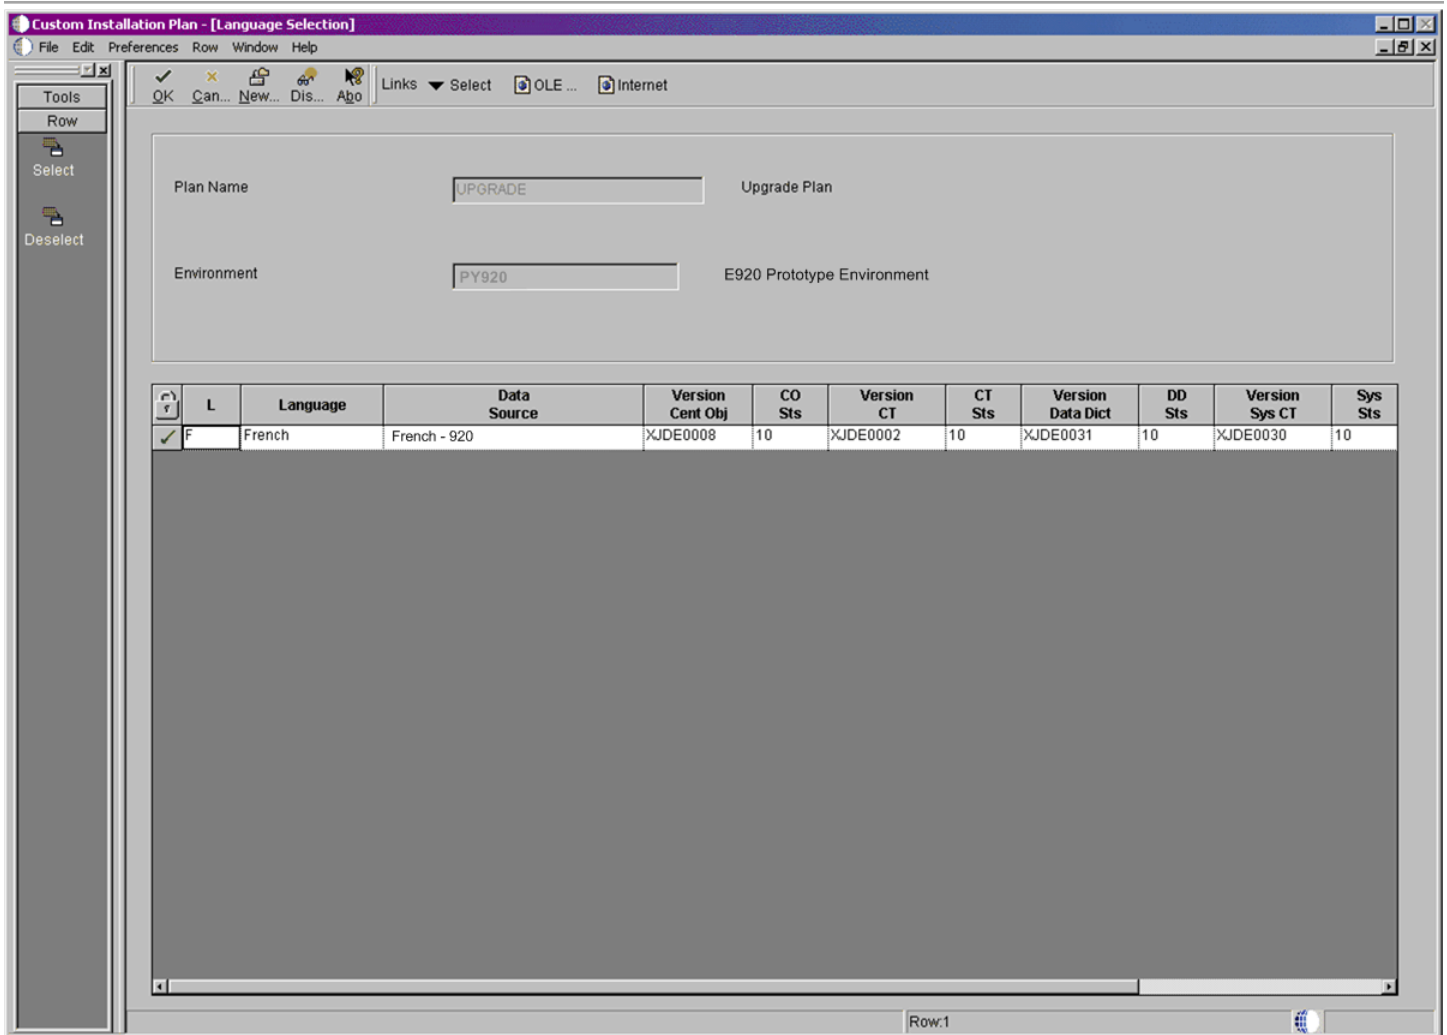 Custom Installation Plan - [Language Selection]
File Edit Preferences Row Window Help
OK Can... New... Dis... Abo Links Select OLE ... Internet
Tools
Row
Select
Deselect
Plan Name UPGRADE Upgrade Plan
Environment PY920 E920 Prototype Environment
L Language Data Source Version Cent Obj CO Sts Version CT CT Sts Version Data Dict DD Sts Version Sys CT Sys Sts
F French French - 920 XJDE0008 10 XJDE0002 10 XJDE0031 10 XJDE0030 10
Row:1